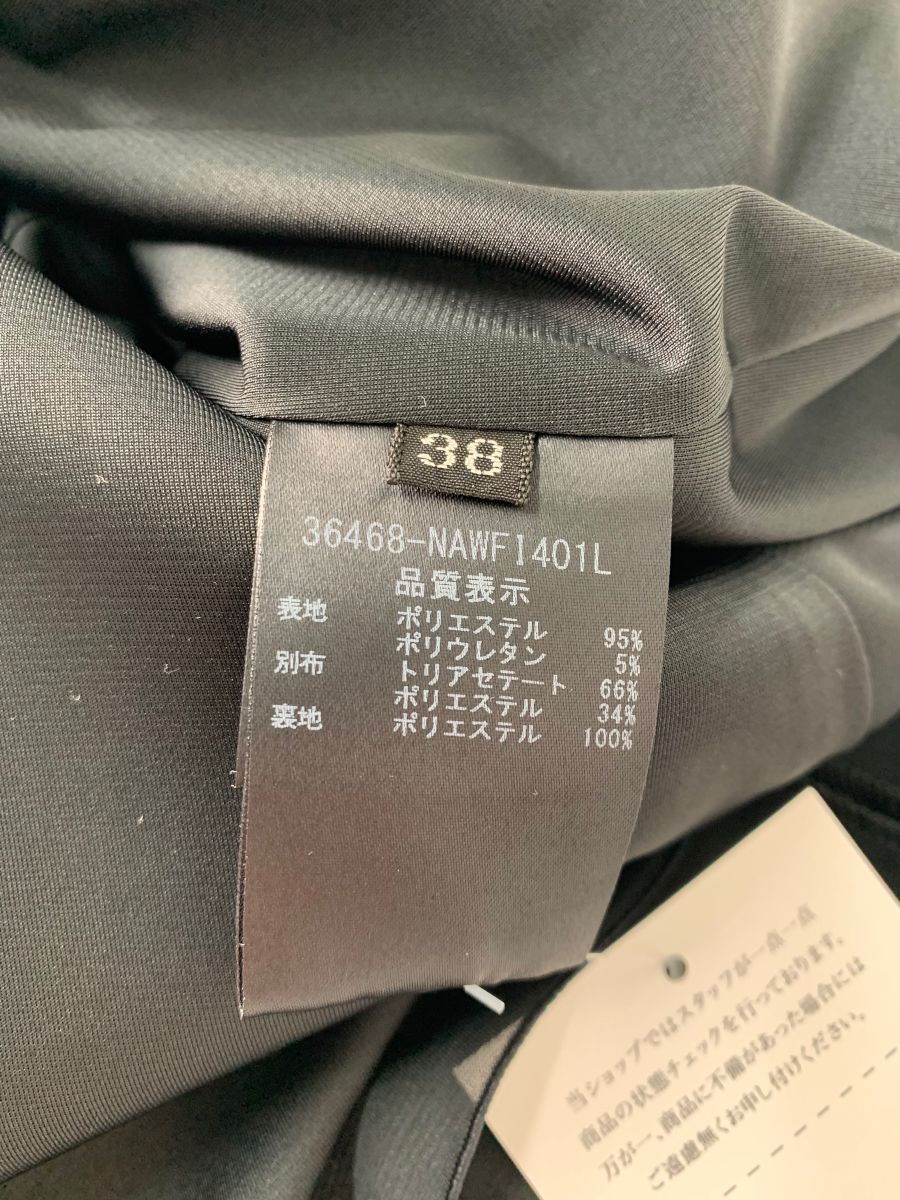 38
36468-NAWFI401L
品質表示
表地 ポリエステル 95%
ポリウレタン 5%
別布 トリアセテート 66%
ポリエステル 34%
裏地 ポリエステル 100%
当ショップではスタッフが一点一点
商品の状態チェックを行っております。
万が一、商品に不備があった場合には
ご遠慮無くお申し付けください。